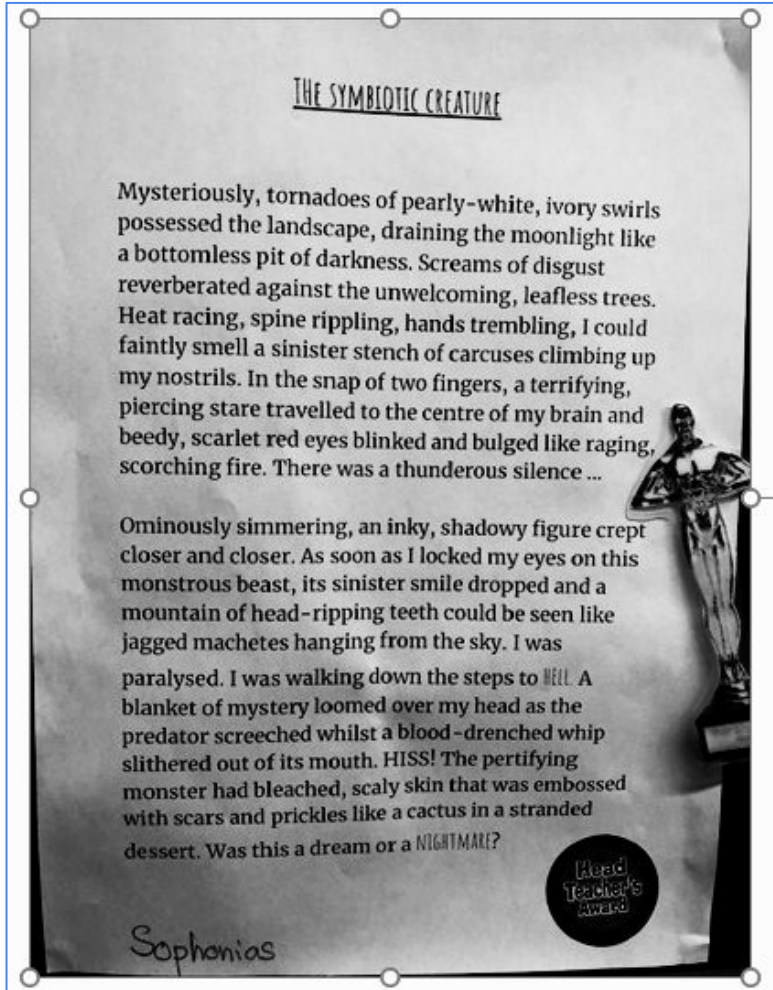 THE SYMBIOTIC CREATURE
Mysteriously, tornadoes of pearly-white, ivory swirls
possessed the landscape, draining the moonlight like
a bottomless pit of darkness. Screams of disgust
reverberated against the unwelcoming, leafless trees.
Heat racing, spine rippling, hands trembling, I could
faintly smell a sinister stench of carcuses climbing up
my nostrils. In the snap of two fingers, a terrifying,
piercing stare travelled to the centre of my brain and
beedy, scarlet red eyes blinked and bulged like raging,
scorching fire. There was a thunderous silence ...
Ominously simmering, an inky, shadowy figure crept
closer and closer. As soon as I locked my eyes on this
monstrous beast, its sinister smile dropped and a
mountain of head-ripping teeth could be seen like
jagged machetes hanging from the sky. I was
paralysed. I was walking down the steps to HELL. A
blanket of mystery loomed over my head as the
predator screeched whilst a blood-drenched whip
slithered out of its mouth. HISS! The pertifying
monster had bleached, scaly skin that was embossed
with scars and prickles like a cactus in a stranded
dessert. Was this a dream or a NIGHTMARE?
Head
Teacher's
Award
Sophonias